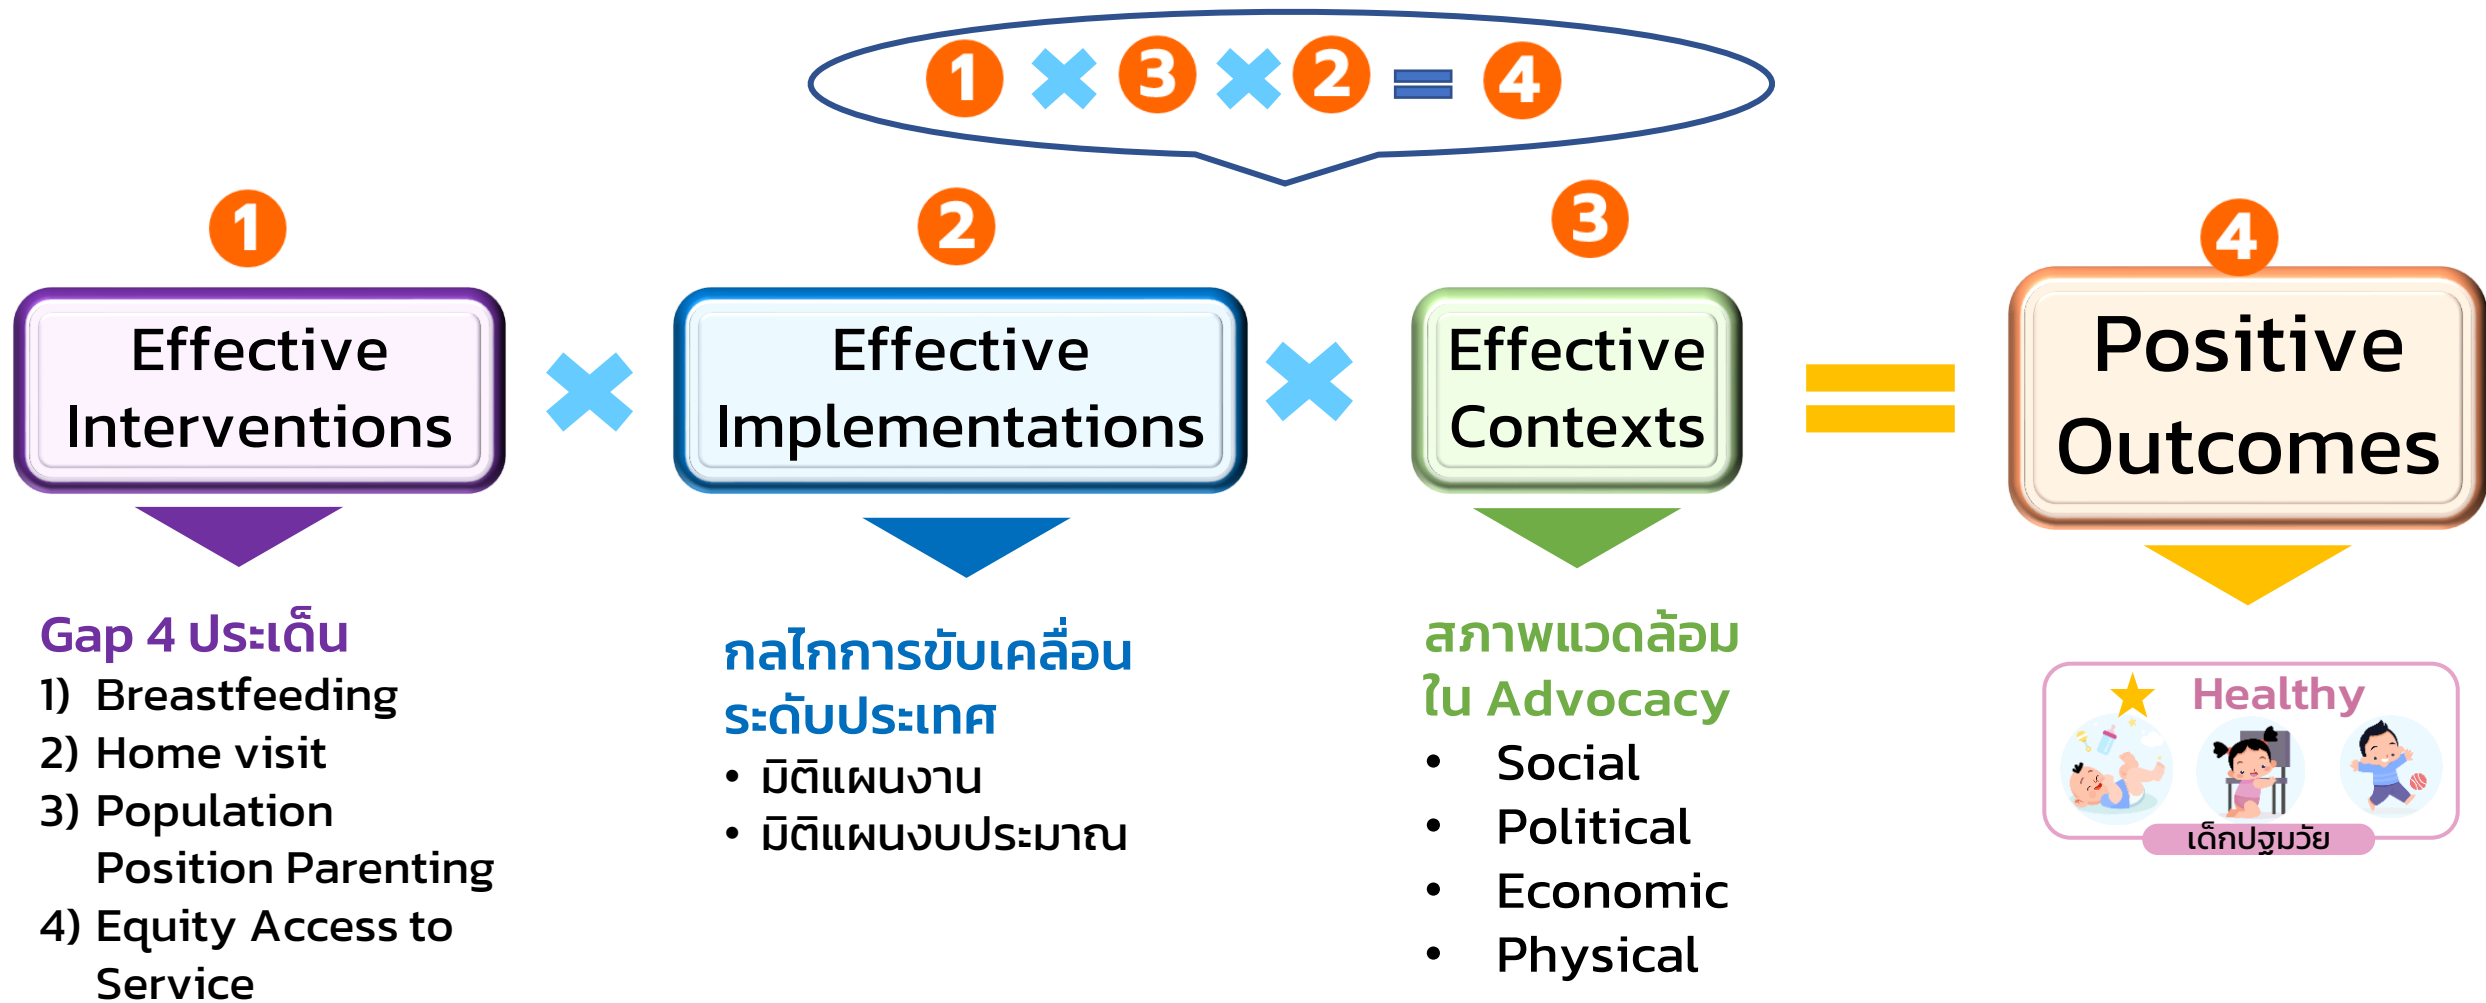 1 × 3 × 2 = 4
1
2
3
4
Effective
Interventions
×
Effective
Implementations
×
Effective
Contexts
=
Positive
Outcomes
Gap 4 ประเด็น
1) Breastfeeding
2) Home visit
3) Population
Position Parenting
4) Equity Access to
Service
กลไกการขับเคลื่อน
ระดับประเทศ
• มิติแผนงาน
• มิติแผนงบประมาณ
สภาพแวดล้อม
ใน Advocacy
• Social
• Political
• Economic
• Physical
Healthy
เด็กปฐมวัย